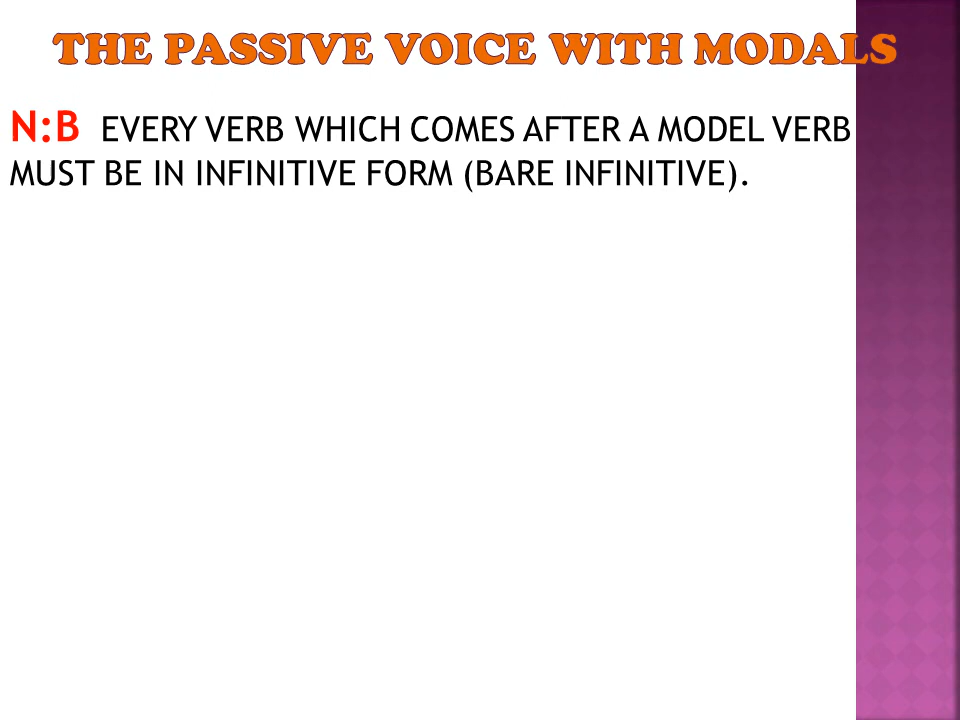 THE PASSIVE VOICE WITH MODALS
N:B EVERY VERB WHICH COMES AFTER A MODEL VERB
MUST BE IN INFINITIVE FORM (BARE INFINITIVE).